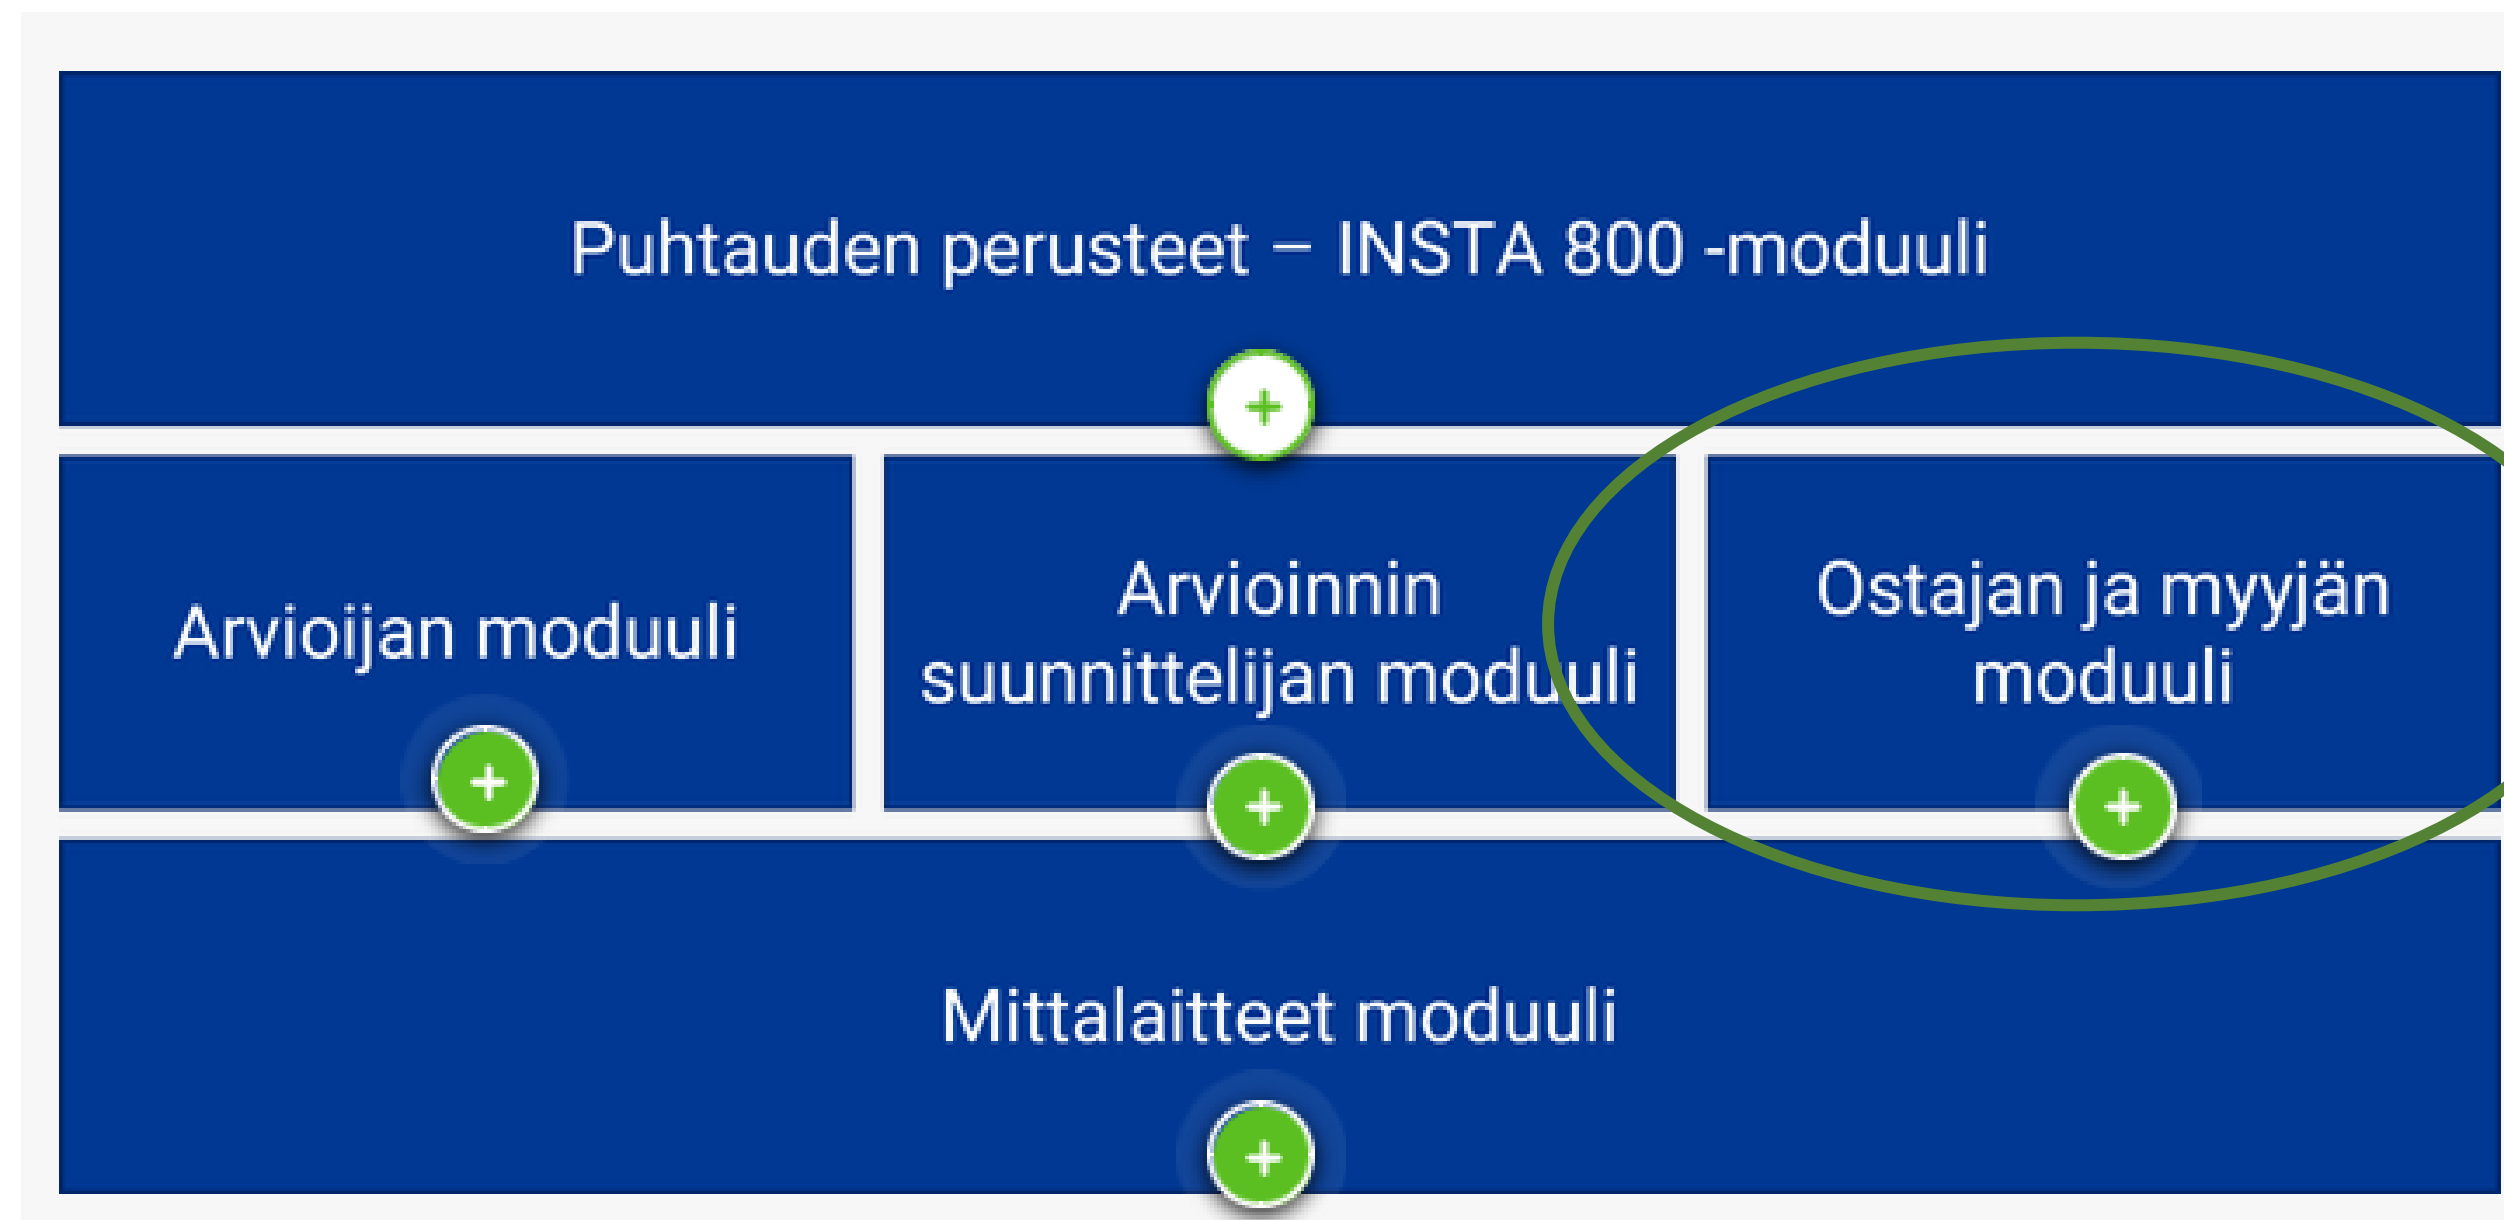 Puhtauden perusteet – INSTA 800 -moduuli
Arvioijan moduuli
Arvioinnin
suunnittelijan moduuli
Ostajan ja myyjän
moduuli
Mittalaitteet moduuli